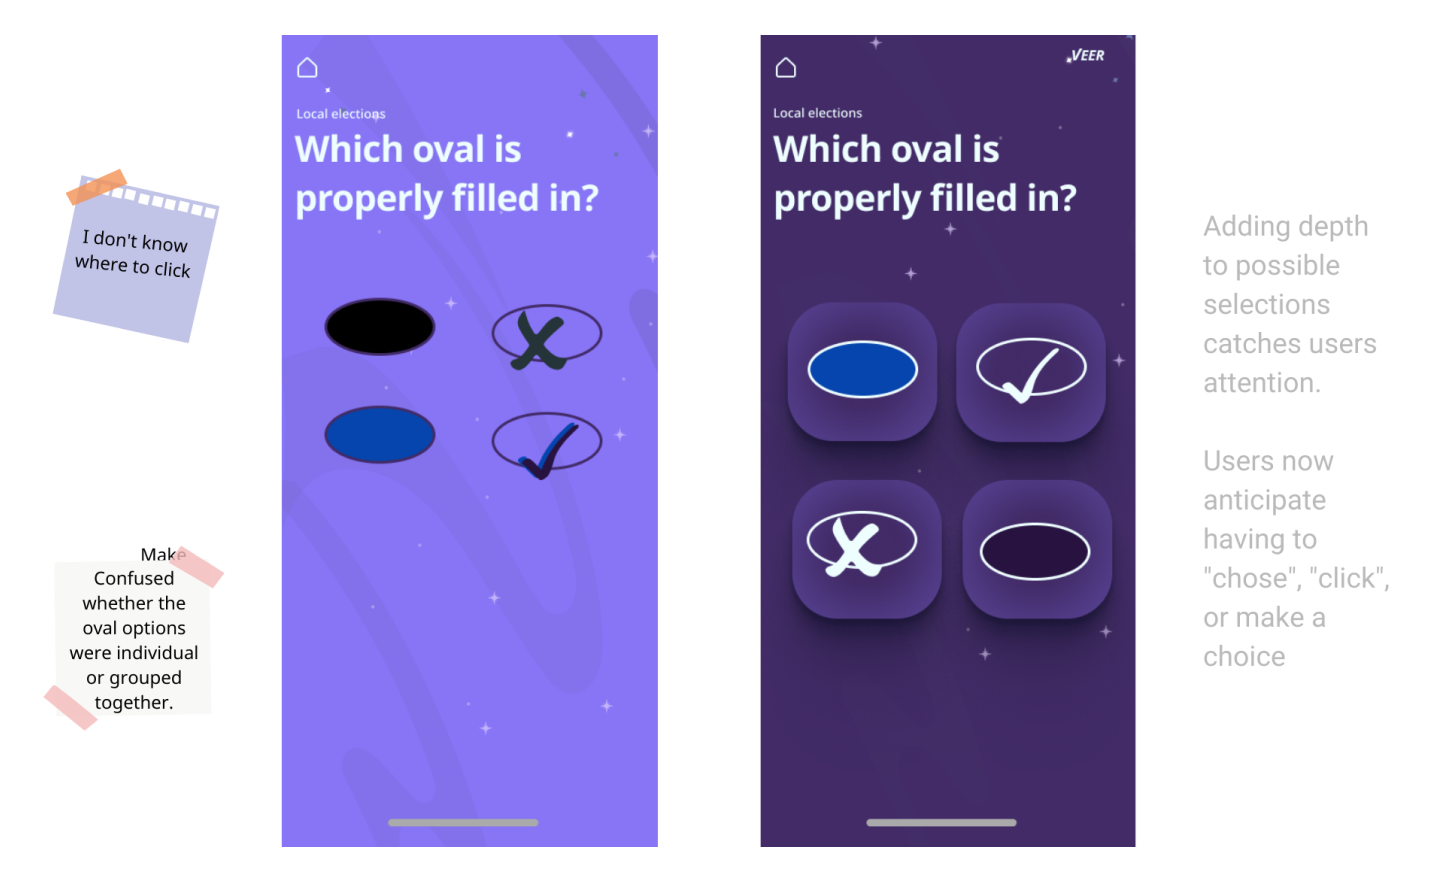 I don't know
where to click
Make
Confused
whether the
oval options
were individual
or grouped
together.
Local elections
Which oval is
properly filled in?
VEER
Local elections
Which oval is
properly filled in?
Adding depth
to possible
selections
catches users
attention.
Users now
anticipate
having to
"chose", "click",
or make a
choice